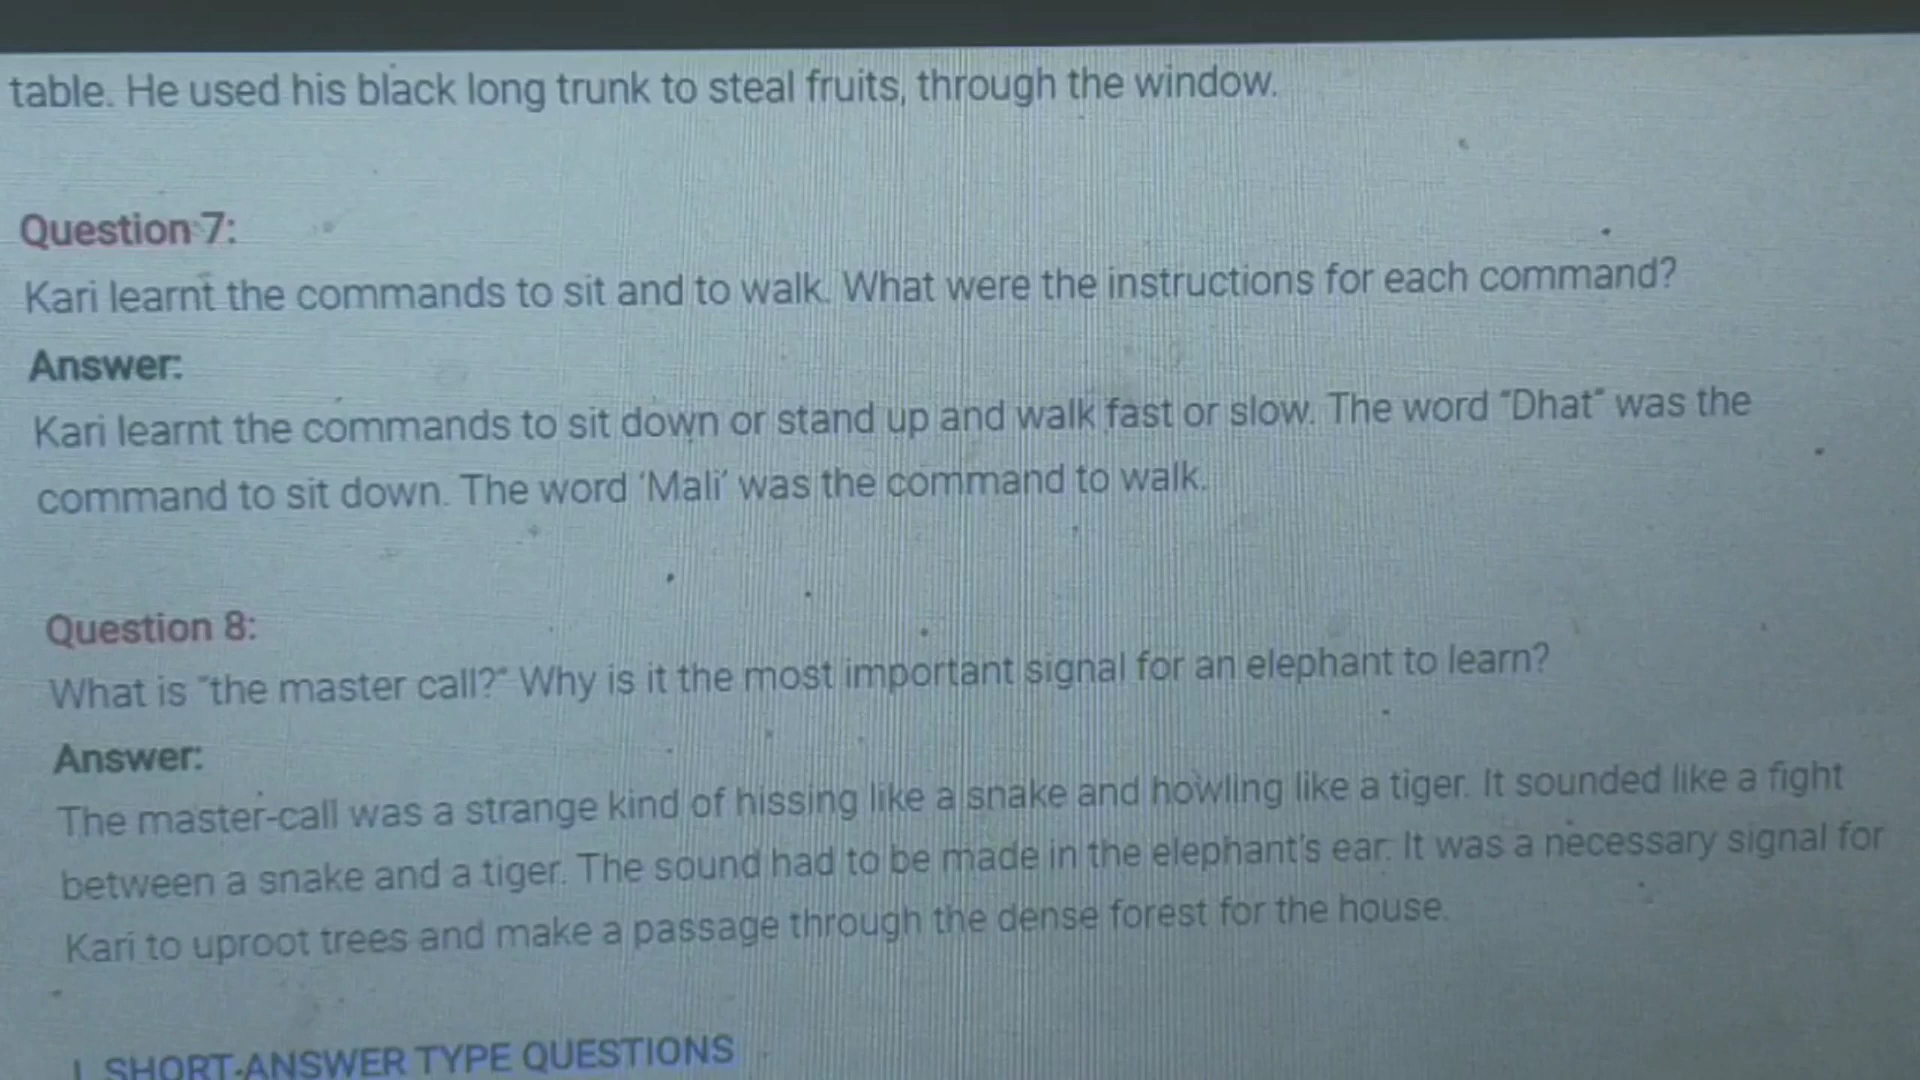 table. He used his black long trunk to steal fruits, through the window.
Question 7:
Kari learnt the commands to sit and to walk. What were the instructions for each command?
Answer:
Kari learnt the commands to sit down or stand up and walk fast or slow. The word “Dhat” was the
command to sit down. The word ‘Mali’ was the command to walk.
Question 8:
What is “the master call?” Why is it the most important signal for an elephant to learn?
Answer:
The master-call was a strange kind of hissing like a snake and howling like a tiger. It sounded like a fight
between a snake and a tiger. The sound had to be made in the elephant’s ear. It was a necessary signal for
Kari to uproot trees and make a passage through the dense forest for the house.
I. SHORT-ANSWER TYPE QUESTIONS